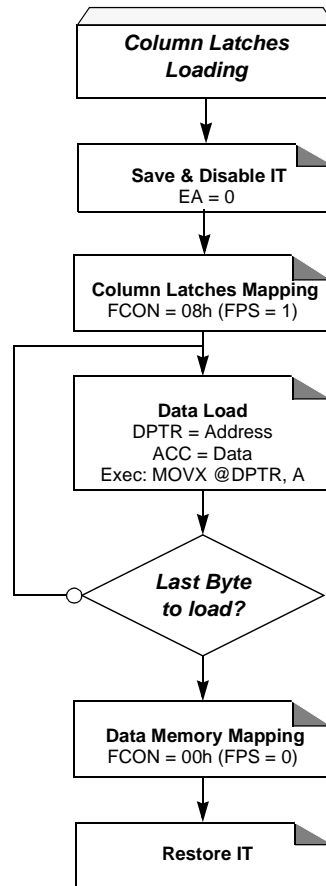 Column Latches
Loading
Save & Disable IT
EA = 0
Column Latches Mapping
FCON = 08h (FPS = 1)
Data Load
DPTR = Address
ACC = Data
Exec: MOVX @DPTR, A
Last Byte
to load?
Data Memory Mapping
FCON = 00h (FPS = 0)
Restore IT